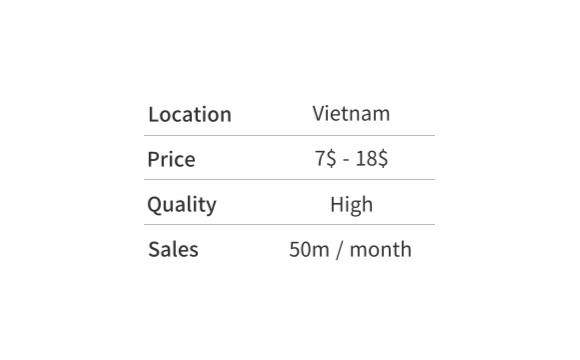 Location Vietnam
Price 7$ - 18$
Quality High
Sales 50m / month